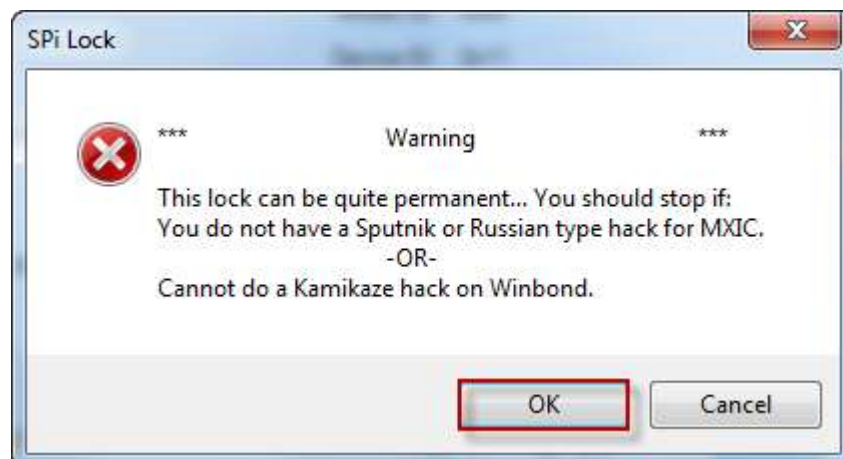 SPi Lock
*** Warning ***
This lock can be quite permanent... You should stop if:
You do not have a Sputnik or Russian type hack for MXIC.
-OR-
Cannot do a Kamikaze hack on Winbond.
OK Cancel